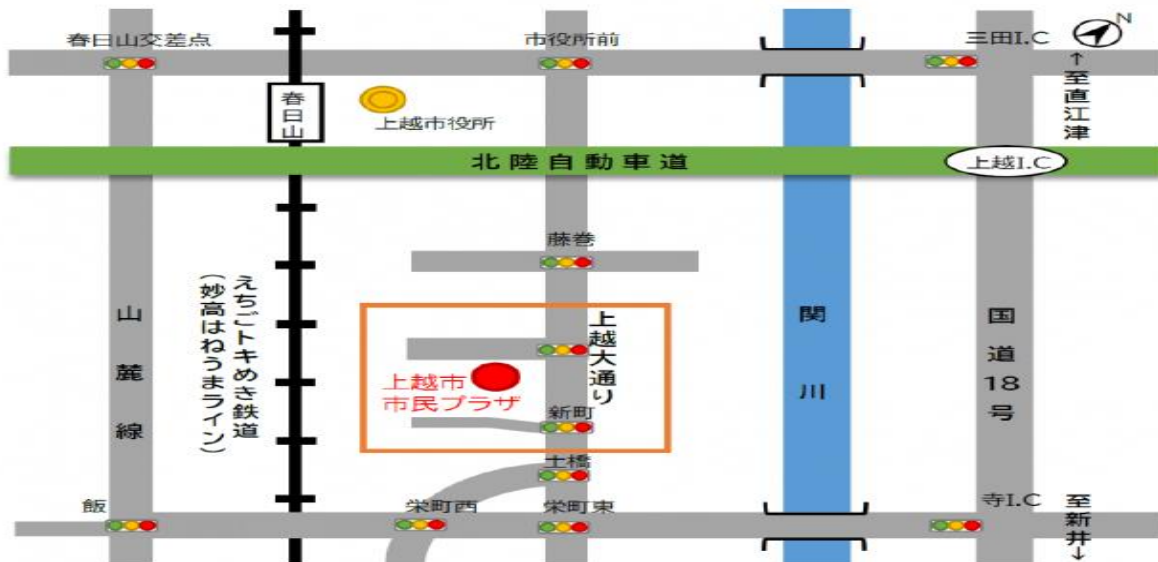 春日山交差点
市役所前
三田I.C
N
↑至直江津
春日山
上越市役所
北陸自動車道
上越I.C
藤巻
えちごトキめき鉄道
(妙高はねうまライン)
山麓線
上越大通り
関川
国道18号
上越市
市民プラザ
新町
土橋
飯
栄町西
栄町東
寺I.C
至新井↓